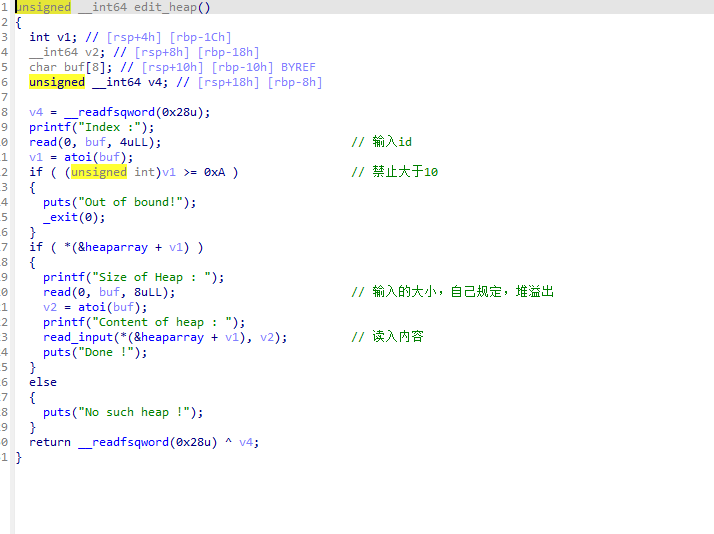 1 unsigned __int64 edit_heap()
2 {
3 int v1; // [rsp+4h] [rbp-1Ch]
4 __int64 v2; // [rsp+8h] [rbp-18h]
5 char buf[8]; // [rsp+10h] [rbp-10h] BYREF
6 unsigned __int64 v4; // [rsp+18h] [rbp-8h]
7
8 v4 = __readfsqword(0x28u);
9 printf("Index :");
0 read(0, buf, 4uLL); // 输入id
1 v1 = atoi(buf);
2 if ( (unsigned int)v1 >= 0xA ) // 禁止大于10
3 {
4 puts("Out of bound!");
5 _exit(0);
6 }
7 if ( *(&heaparray + v1) )
8 {
9 printf("Size of Heap : ");
0 read(0, buf, 8uLL); // 输入的大小，自己规定，堆溢出
1 v2 = atoi(buf);
2 printf("Content of heap : ");
3 read_input(*(&heaparray + v1), v2); // 读入内容
4 puts("Done !");
5 }
6 else
7 {
8 puts("No such heap !");
9 }
0 return __readfsqword(0x28u) ^ v4;
1 }